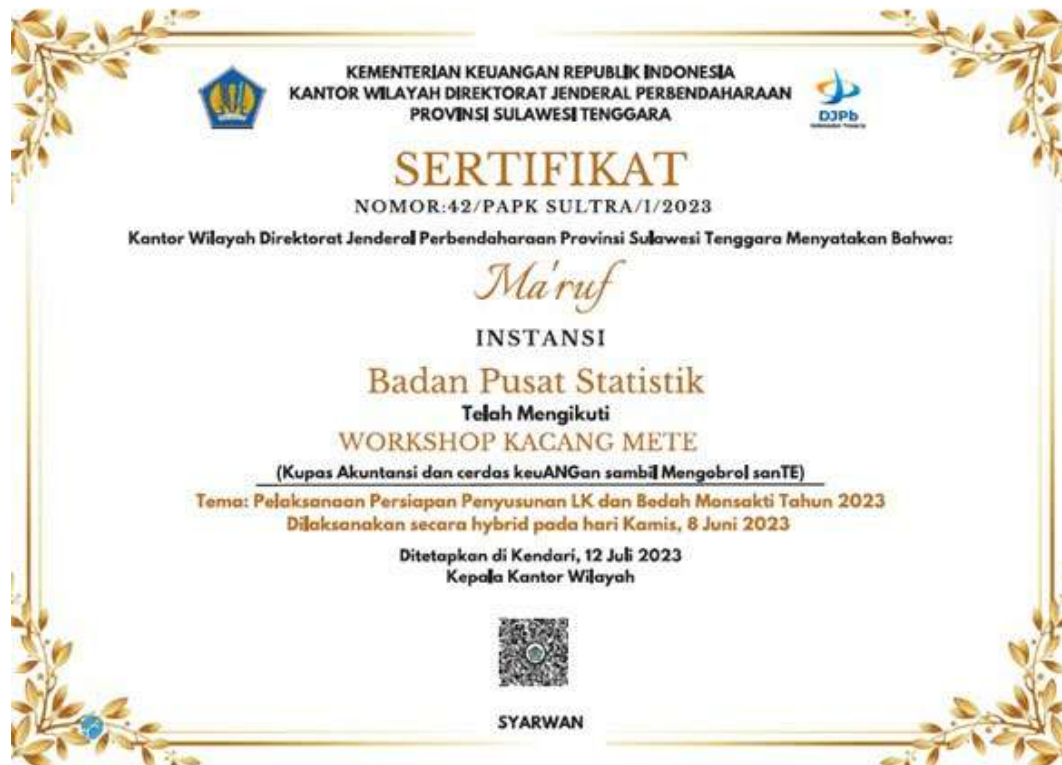 KEMENTERIAN KEUANGAN REPUBLIK INDONESIA
KANTOR WILAYAH DIREKTORAT JENDERAL PERBENDAHARAAN
PROVINSI SULAWESI TENGGARA
DJPb
SERTIFIKAT
NOMOR:42/PAPK SULTRA/I/2023
Kantor Wilayah Direktorat Jenderal Perbendaharaan Provinsi Sulawesi Tenggara Menyatakan Bahwa:
Ma'ruf
INSTANSI
Badan Pusat Statistik
Telah Mengikuti
WORKSHOP KACANG METE
(Kupas Akuntansi dan cerdas keuANGan sambil Mengobrol sanTE)
Tema: Pelaksanaan Persiapan Penyusunan LK dan Bedah Monsakti Tahun 2023
Dilaksanakan secara hybrid pada hari Kamis, 8 Juni 2023
Ditetapkan di Kendari, 12 Juli 2023
Kepala Kantor Wilayah
SYARWAN